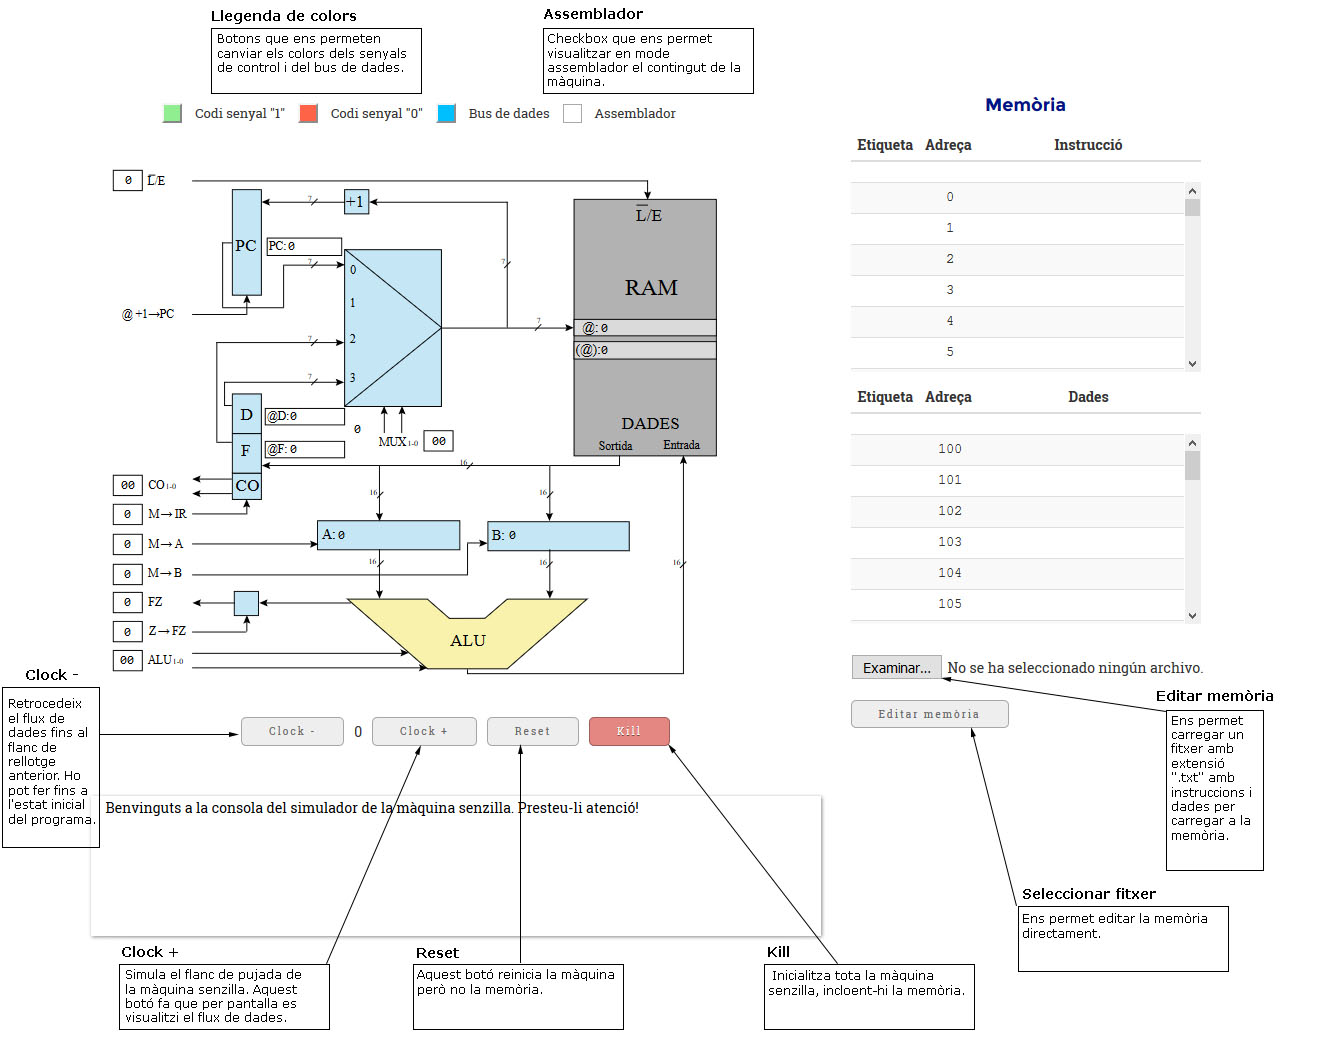 Llegenda de colors
Botons que ens permeten
canviar els colors dels senyals
de control i del bus de dades.
Assemblador
Checkbox que ens permet
visualitzar en mode
assemblador el contingut de la
màquina.
Codi senyal "1"
Codi senyal "0"
Bus de dades
Assemblador
0
L̅/E
7
+1
L̅/E
PC
PC: 0
7
0
7
RAM
1
@+1→PC
2
7
@: 0
(@):0
7
3
D
@D:0
0
MUX1-0
00
DADES
Sortida
Entrada
F
@F: 0
16
00
CO1-0
CO
16
16
0
M→IR
0
M→A
A: 0
B: 0
0
M→B
16
16
16
0
FZ
0
Z→FZ
ALU
00
ALU1-0
Memòria
Etiqueta
Adreça
Instrucció
0
1
2
3
4
5
Etiqueta
Adreça
Dades
100
101
102
103
104
105
Examinar...
No se ha seleccionado ningún archivo.
Editar memòria
Clock -
0
Clock +
Reset
Kill
Benvinguts a la consola del simulador de la màquina senzilla. Presteu-li atenció!
Clock -
Retrocedeix
el flux de
dades fins al
flanc de
rellotge
anterior. Ho
pot fer fins a
l'estat inicial
del programa.
Editar memòria
Ens permet
carregar un
fitxer amb
extensió
".txt" amb
instruccions i
dades per
carregar a la
memòria.
Seleccionar fitxer
Ens permet editar la memòria
directament.
Clock +
Simula el flanc de pujada de
la màquina senzilla. Aquest
botó fa que per pantalla es
visualitzi el flux de dades.
Reset
Aquest botó reinicia la màquina
però no la memòria.
Kill
Inicialitza tota la màquina
senzilla, incloent-hi la memòria.